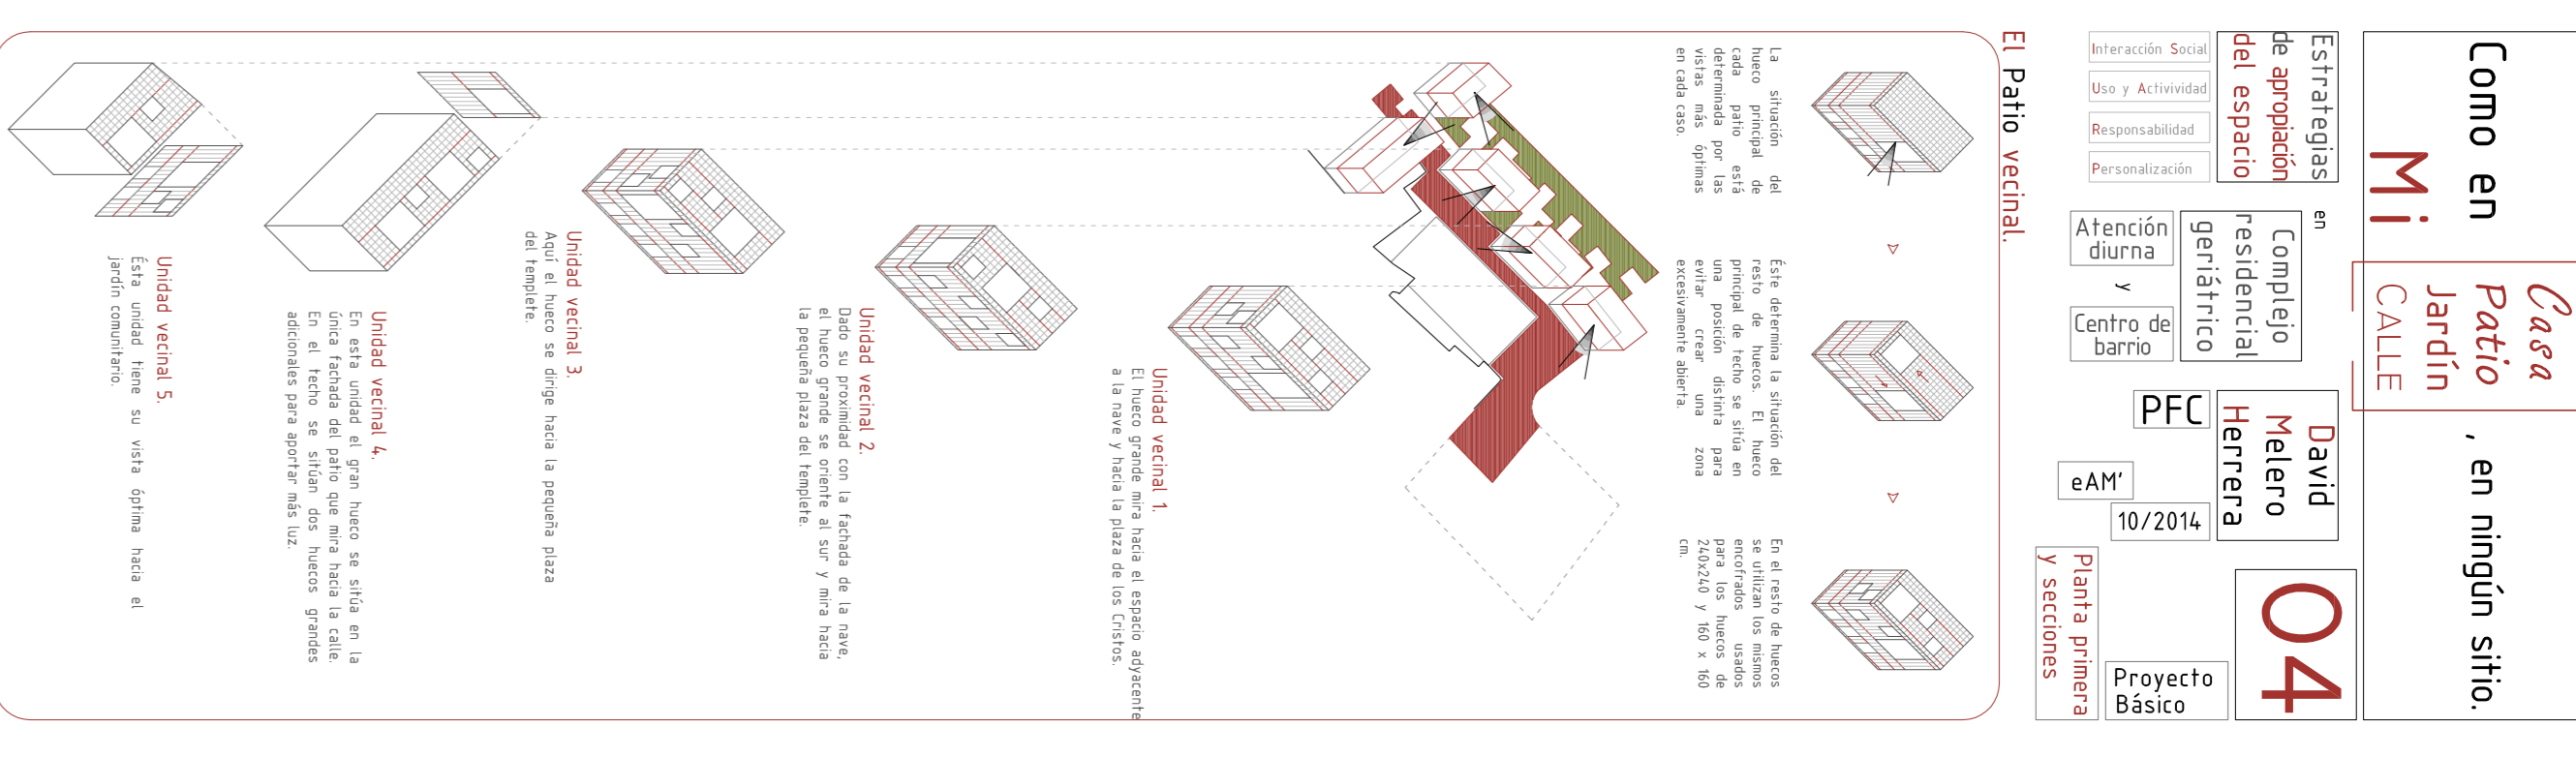 Como en
Mi
Casa
Patio
Jardín
CALLE
, en ningún sitio.
Estrategias
de apropiación
del espacio
Interacción Social
Uso y Activividad
Responsabilidad
Personalización
en
Complejo
residencial
geriátrico
Atención
diurna
y
Centro de
barrio
David
Melero
Herrera
PFC
eAM'
10/2014
04
Proyecto
Básico
Planta primera
y secciones
El Patio vecinal.
La situación del
hueco principal de
cada patio está
determinada por las
vistas más óptimas
en cada caso.
Éste determina la situación del
resto de huecos. El hueco
principal de techo se sitúa en
una posición distinta para
evitar crear una zona
excesivamente abierta.
En el resto de huecos
se utilizan los mismos
encofrados usados
para los huecos de
240x240 y 160 x 160
cm.
Unidad vecinal 1.
El hueco grande mira hacia el espacio adyacente
a la nave y hacia la plaza de los Cristos.
Unidad vecinal 2.
Dado su proximidad con la fachada de la nave,
el hueco grande se oriente al sur y mira hacia
la pequeña plaza del templete.
Unidad vecinal 3.
Aquí el hueco se dirige hacia la pequeña plaza
del templete.
Unidad vecinal 4.
En esta unidad el gran hueco se sitúa en la
única fachada del patio que mira hacia la calle.
En el techo se sitúan dos huecos grandes
adicionales para aportar más luz.
Unidad vecinal 5.
Ésta unidad tiene su vista óptima hacia el
jardín comunitario.